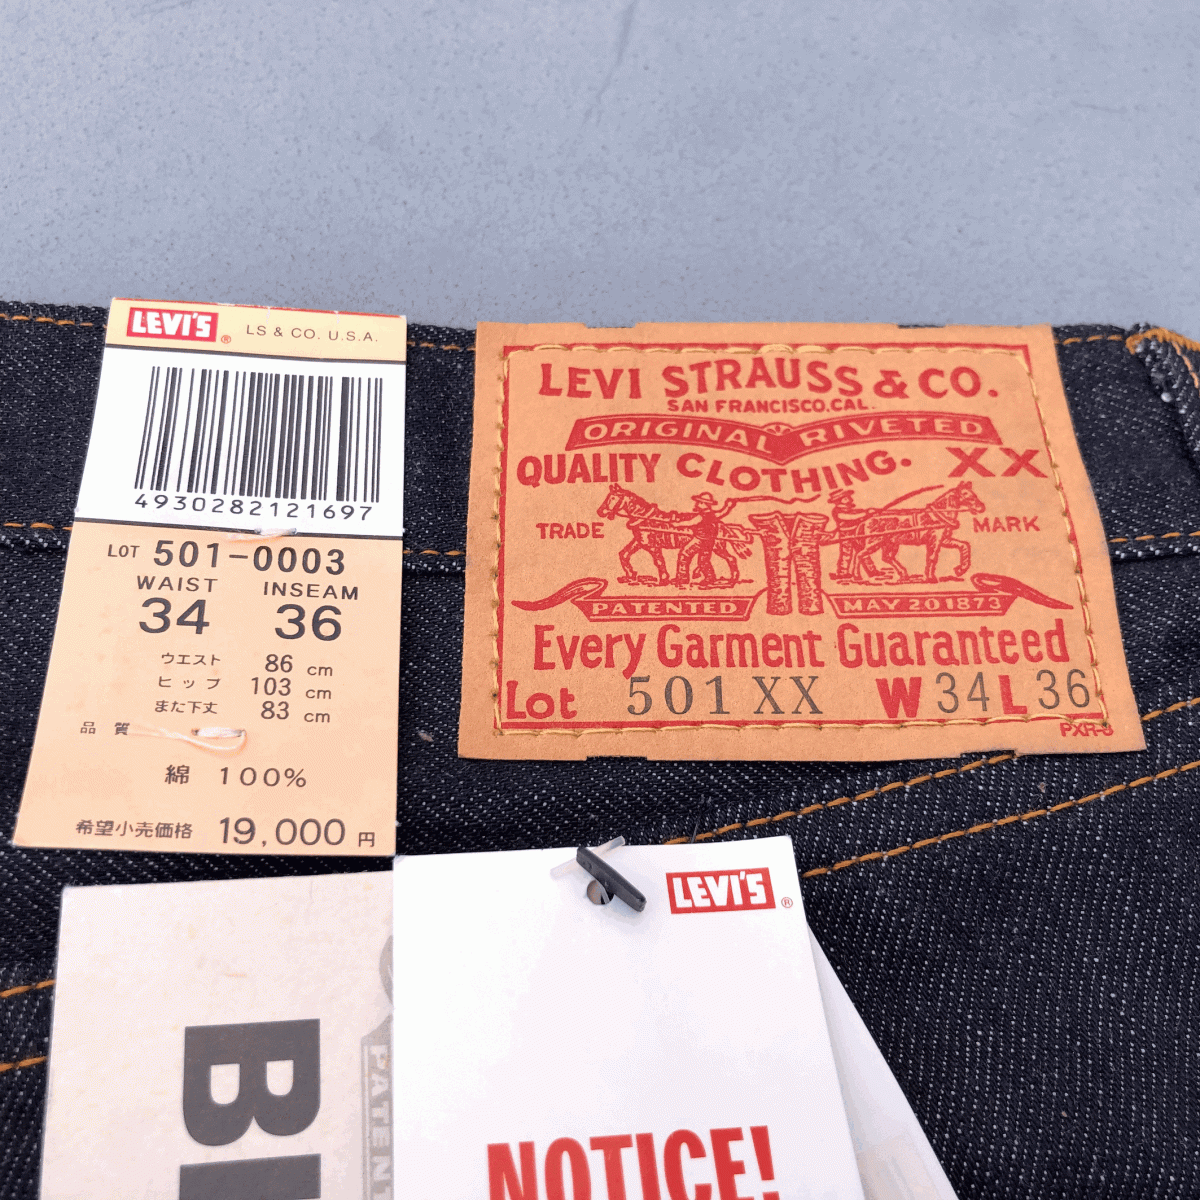 LEVI'S® LS & CO. U.S.A.
4930282121697
LOT 501-0003
WAIST INSEAM
34 36
ウエスト 86 cm
ヒップ 103 cm
また下丈 83 cm
品質
綿 100%
希望小売価格 19,000円
LEVI STRAUSS & CO.
SAN FRANCISCO, CAL.
ORIGINAL RIVETED
QUALITY CLOTHING. XX
TRADE MARK
PATENTED MAY 20 1873
Every Garment Guaranteed
Lot 501 XX W 34 L 36
LEVI'S®
NOTICE!